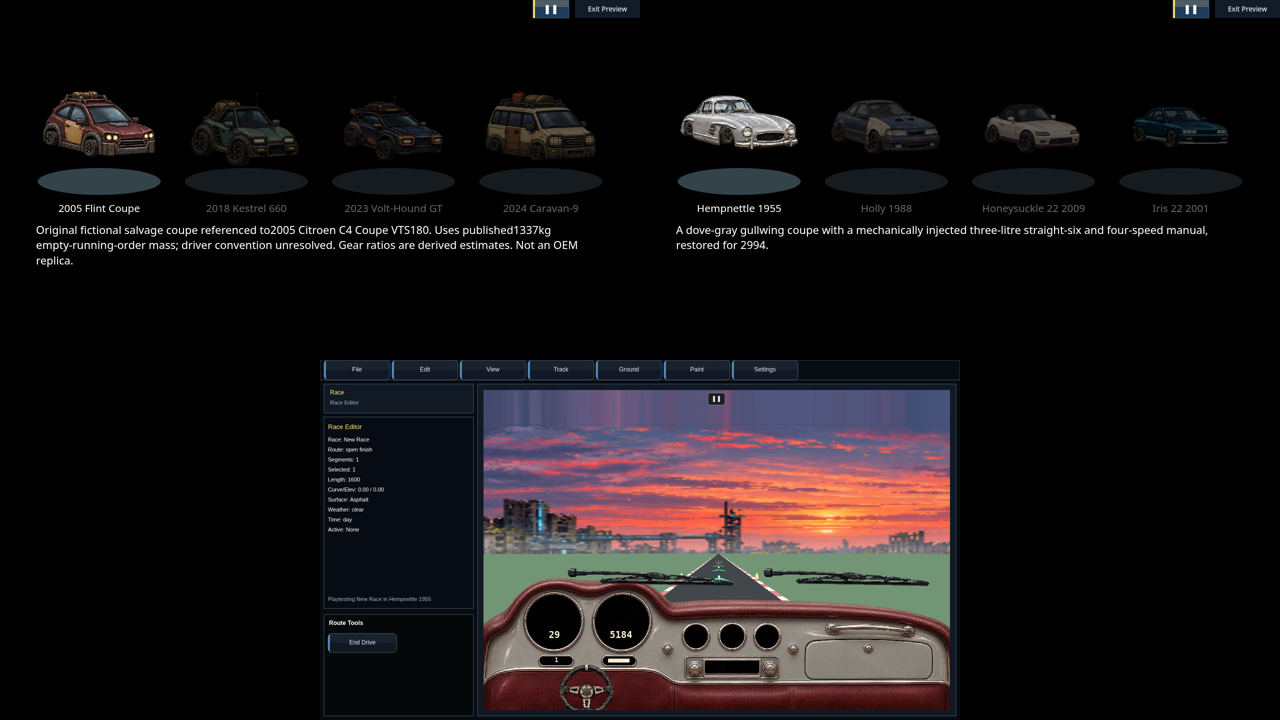 Exit Preview
Exit Preview
2005 Flint Coupe
2018 Kestrel 660
2023 Volt-Hound GT
2024 Caravan-9
Original fictional salvage coupe referenced to2005 Citroen C4 Coupe VTS180. Uses published1337kg
empty-running-order mass; driver convention unresolved. Gear ratios are derived estimates. Not an OEM
replica.
Hempnettle 1955
Holly 1988
Honeysuckle 22 2009
Iris 22 2001
A dove-gray gullwing coupe with a mechanically injected three-litre straight-six and four-speed manual,
restored for 2994.
File
Edit
View
Track
Ground
Paint
Settings
Race
Race Editor
Race Editor
Race: New Race
Route: open finish
Segments: 1
Selected: 1
Length: 1600
Curve/Elev: 0.00 / 0.00
Surface: Asphalt
Weather: clear
Time: day
Active: None
Playtesting New Race in Hempnettle 1955
Route Tools
End Drive
29
5184
1